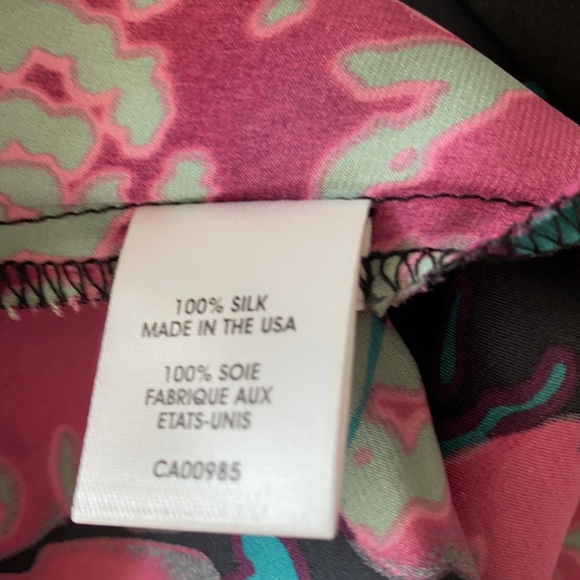 100% SILK
MADE IN THE USA
100% SOIE
FABRIQUE AUX
ETATS-UNIS
CA00985